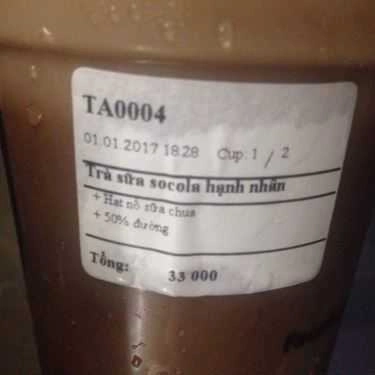 TA0004
01.01.2017 18:28 Cup: 1 / 2
Trà sữa socola hạnh nhân
+ Hạt nổ sữa chua
+ 50% đường
Tổng: 33 000